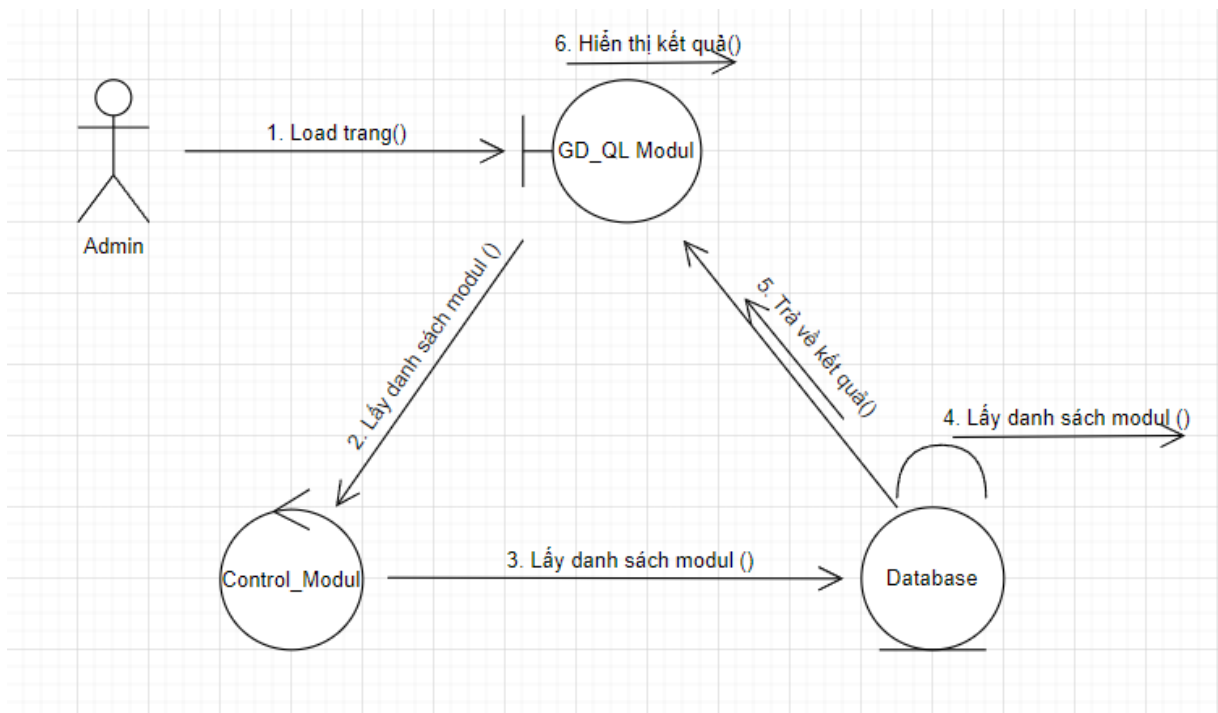 6. Hiển thị kết quả()
1. Load trang()
GD_QL Modul
Admin
2. Lấy danh sách modul ()
5. Trả về kết quả()
4. Lấy danh sách modul ()
3. Lấy danh sách modul ()
Control_Modul
Database